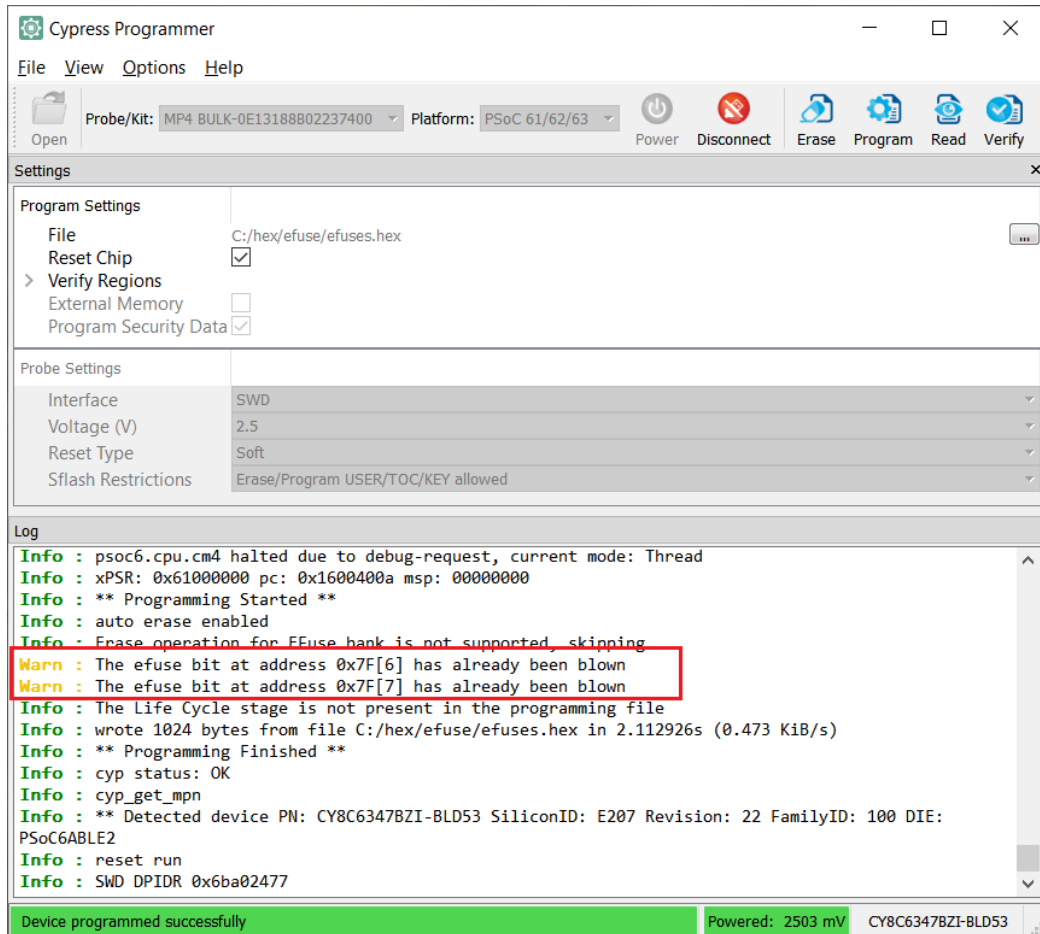 Cypress Programmer
File View Options Help
Open Probe/Kit: MP4 BULK-0E13188B02237400 Platform: PSoC 61/62/63 Power Disconnect Erase Program Read Verify
Settings
Program Settings
File C:/hex/efuse/efuses.hex ...
Reset Chip
Verify Regions
External Memory
Program Security Data
Probe Settings
Interface SWD
Voltage (V) 2.5
Reset Type Soft
Sflash Restrictions Erase/Program USER/TOC/KEY allowed
Log
Info : psoc6.cpu.cm4 halted due to debug-request, current mode: Thread
Info : xPSR: 0x61000000 pc: 0x1600400a msp: 00000000
Info : ** Programming Started **
Info : auto erase enabled
Info : Erase operation for EFuse bank is not supported, skipping
Warn : The efuse bit at address 0x7F[6] has already been blown
Warn : The efuse bit at address 0x7F[7] has already been blown
Info : The Life Cycle stage is not present in the programming file
Info : wrote 1024 bytes from file C:/hex/efuse/efuses.hex in 2.112926s (0.473 KiB/s)
Info : ** Programming Finished **
Info : cyp status: OK
Info : cyp_get_mpn
Info : ** Detected device PN: CY8C6347BZI-BLD53 SiliconID: E207 Revision: 22 FamilyID: 100 DIE:
PSoC6ABLE2
Info : reset run
Info : SWD DPIDR 0x6ba02477
Device programmed successfully Powered: 2503 mV CY8C6347BZI-BLD53